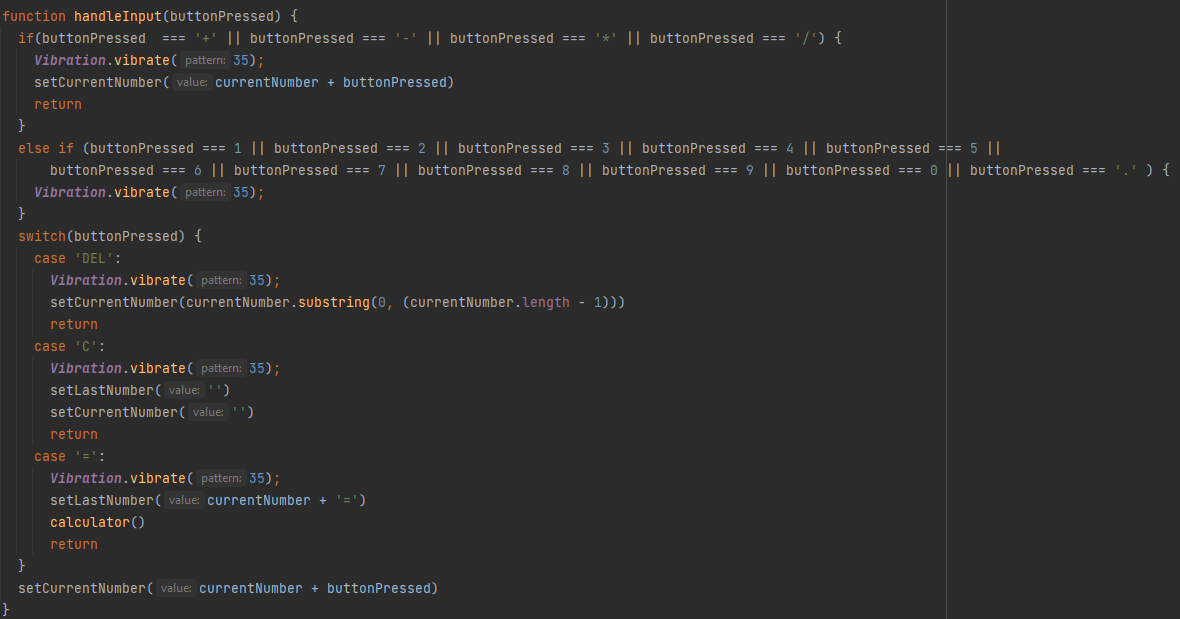 function handleInput(buttonPressed) {
  if(buttonPressed  === '+' || buttonPressed === '-' || buttonPressed === '*' || buttonPressed === '/') {
    Vibration.vibrate( pattern: 35);
    setCurrentNumber( value: currentNumber + buttonPressed)
    return
  }
  else if (buttonPressed === 1 || buttonPressed === 2 || buttonPressed === 3 || buttonPressed === 4 || buttonPressed === 5 ||
      buttonPressed === 6 || buttonPressed === 7 || buttonPressed === 8 || buttonPressed === 9 || buttonPressed === 0 || buttonPressed === '.' ) {
    Vibration.vibrate( pattern: 35);
  }
  switch(buttonPressed) {
    case 'DEL':
      Vibration.vibrate( pattern: 35);
      setCurrentNumber(currentNumber.substring(0, (currentNumber.length - 1)))
      return
    case 'C':
      Vibration.vibrate( pattern: 35);
      setLastNumber( value: '')
      setCurrentNumber( value: '')
      return
    case '=':
      Vibration.vibrate( pattern: 35);
      setLastNumber( value: currentNumber + '=')
      calculator()
      return
  }
  setCurrentNumber( value: currentNumber + buttonPressed)
}